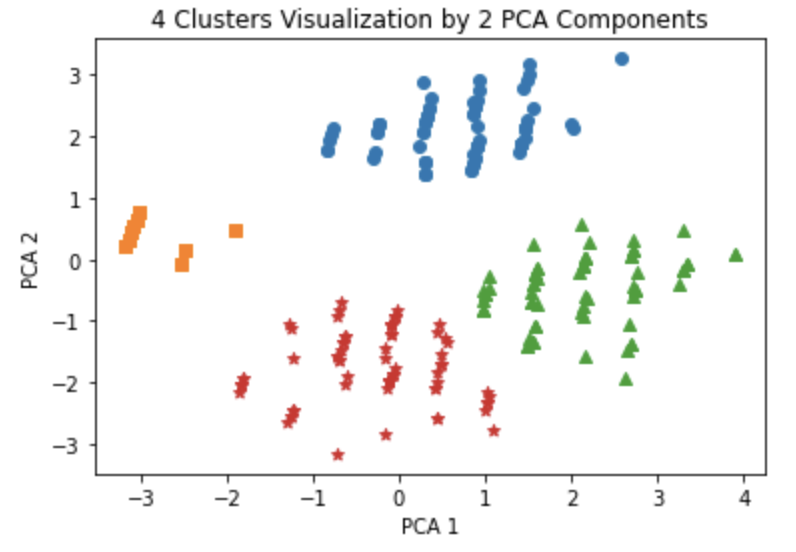 4 Clusters Visualization by 2 PCA Components
3
2
1
0
−1
−2
−3
PCA 2
−3 −2 −1 0 1 2 3 4
PCA 1